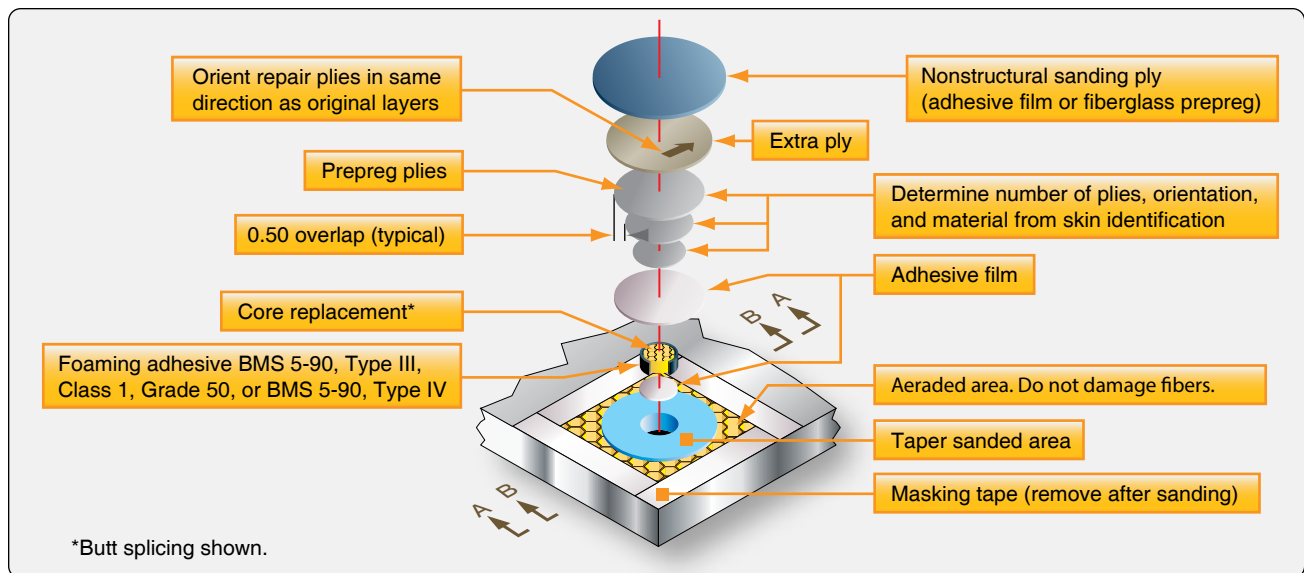 Orient repair plies in same
direction as original layers
Nonstructural sanding ply
(adhesive film or fiberglass prepreg)
Extra ply
Prepreg plies
Determine number of plies, orientation,
and material from skin identification
0.50 overlap (typical)
Adhesive film
Core replacement*
B A
Foaming adhesive BMS 5-90, Type III,
Class 1, Grade 50, or BMS 5-90, Type IV
Aeraded area. Do not damage fibers.
Taper sanded area
Masking tape (remove after sanding)
A B
*Butt splicing shown.